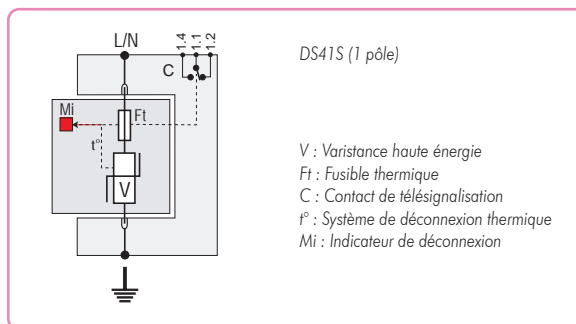 L/N
1.4
1.1
1.2
C
Mi
Ft
t°
V
DS41S (1 pôle)
V : Varistance haute énergie
Ft : Fusible thermique
C : Contact de télésignalisation
t° : Système de déconnexion thermique
Mi : Indicateur de déconnexion